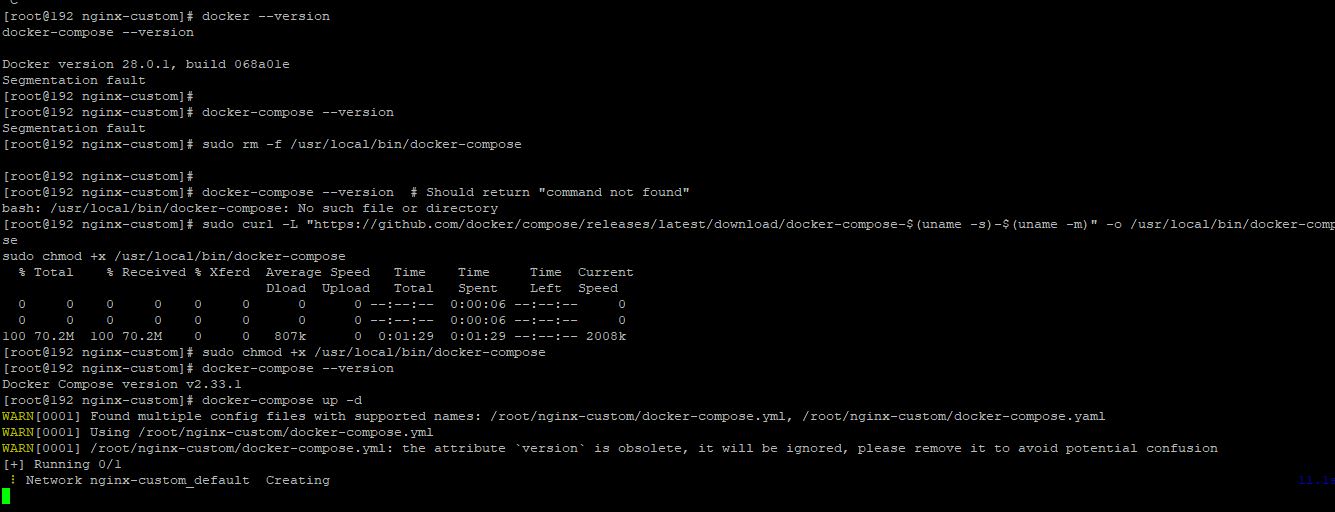 ^C
[root@192 nginx-custom]# docker --version
docker-compose --version
Docker version 28.0.1, build 068a01e
Segmentation fault
[root@192 nginx-custom]#
[root@192 nginx-custom]# docker-compose --version
Segmentation fault
[root@192 nginx-custom]# sudo rm -f /usr/local/bin/docker-compose
[root@192 nginx-custom]#
[root@192 nginx-custom]# docker-compose --version  # Should return "command not found"
bash: /usr/local/bin/docker-compose: No such file or directory
[root@192 nginx-custom]# sudo curl -L "https://github.com/docker/compose/releases/latest/download/docker-compose-$(uname -s)-$(uname -m)" -o /usr/local/bin/docker-compo
se
sudo chmod +x /usr/local/bin/docker-compose
  % Total    % Received % Xferd  Average Speed   Time    Time     Time  Current
                                 Dload  Upload   Total   Spent    Left  Speed
  0     0    0     0    0     0      0      0 --:--:--  0:00:06 --:--:--     0
  0     0    0     0    0     0      0      0 --:--:--  0:00:06 --:--:--     0
100 70.2M  100 70.2M    0     0   807k      0  0:01:29  0:01:29 --:--:-- 2008k
[root@192 nginx-custom]# sudo chmod +x /usr/local/bin/docker-compose
[root@192 nginx-custom]# docker-compose --version
Docker Compose version v2.33.1
[root@192 nginx-custom]# docker-compose up -d
WARN[0001] Found multiple config files with supported names: /root/nginx-custom/docker-compose.yml, /root/nginx-custom/docker-compose.yaml
WARN[0001] Using /root/nginx-custom/docker-compose.yml
WARN[0001] /root/nginx-custom/docker-compose.yml: the attribute `version` is obsolete, it will be ignored, please remove it to avoid potential confusion
[+] Running 0/1
 ⠸ Network nginx-custom_default  Creating